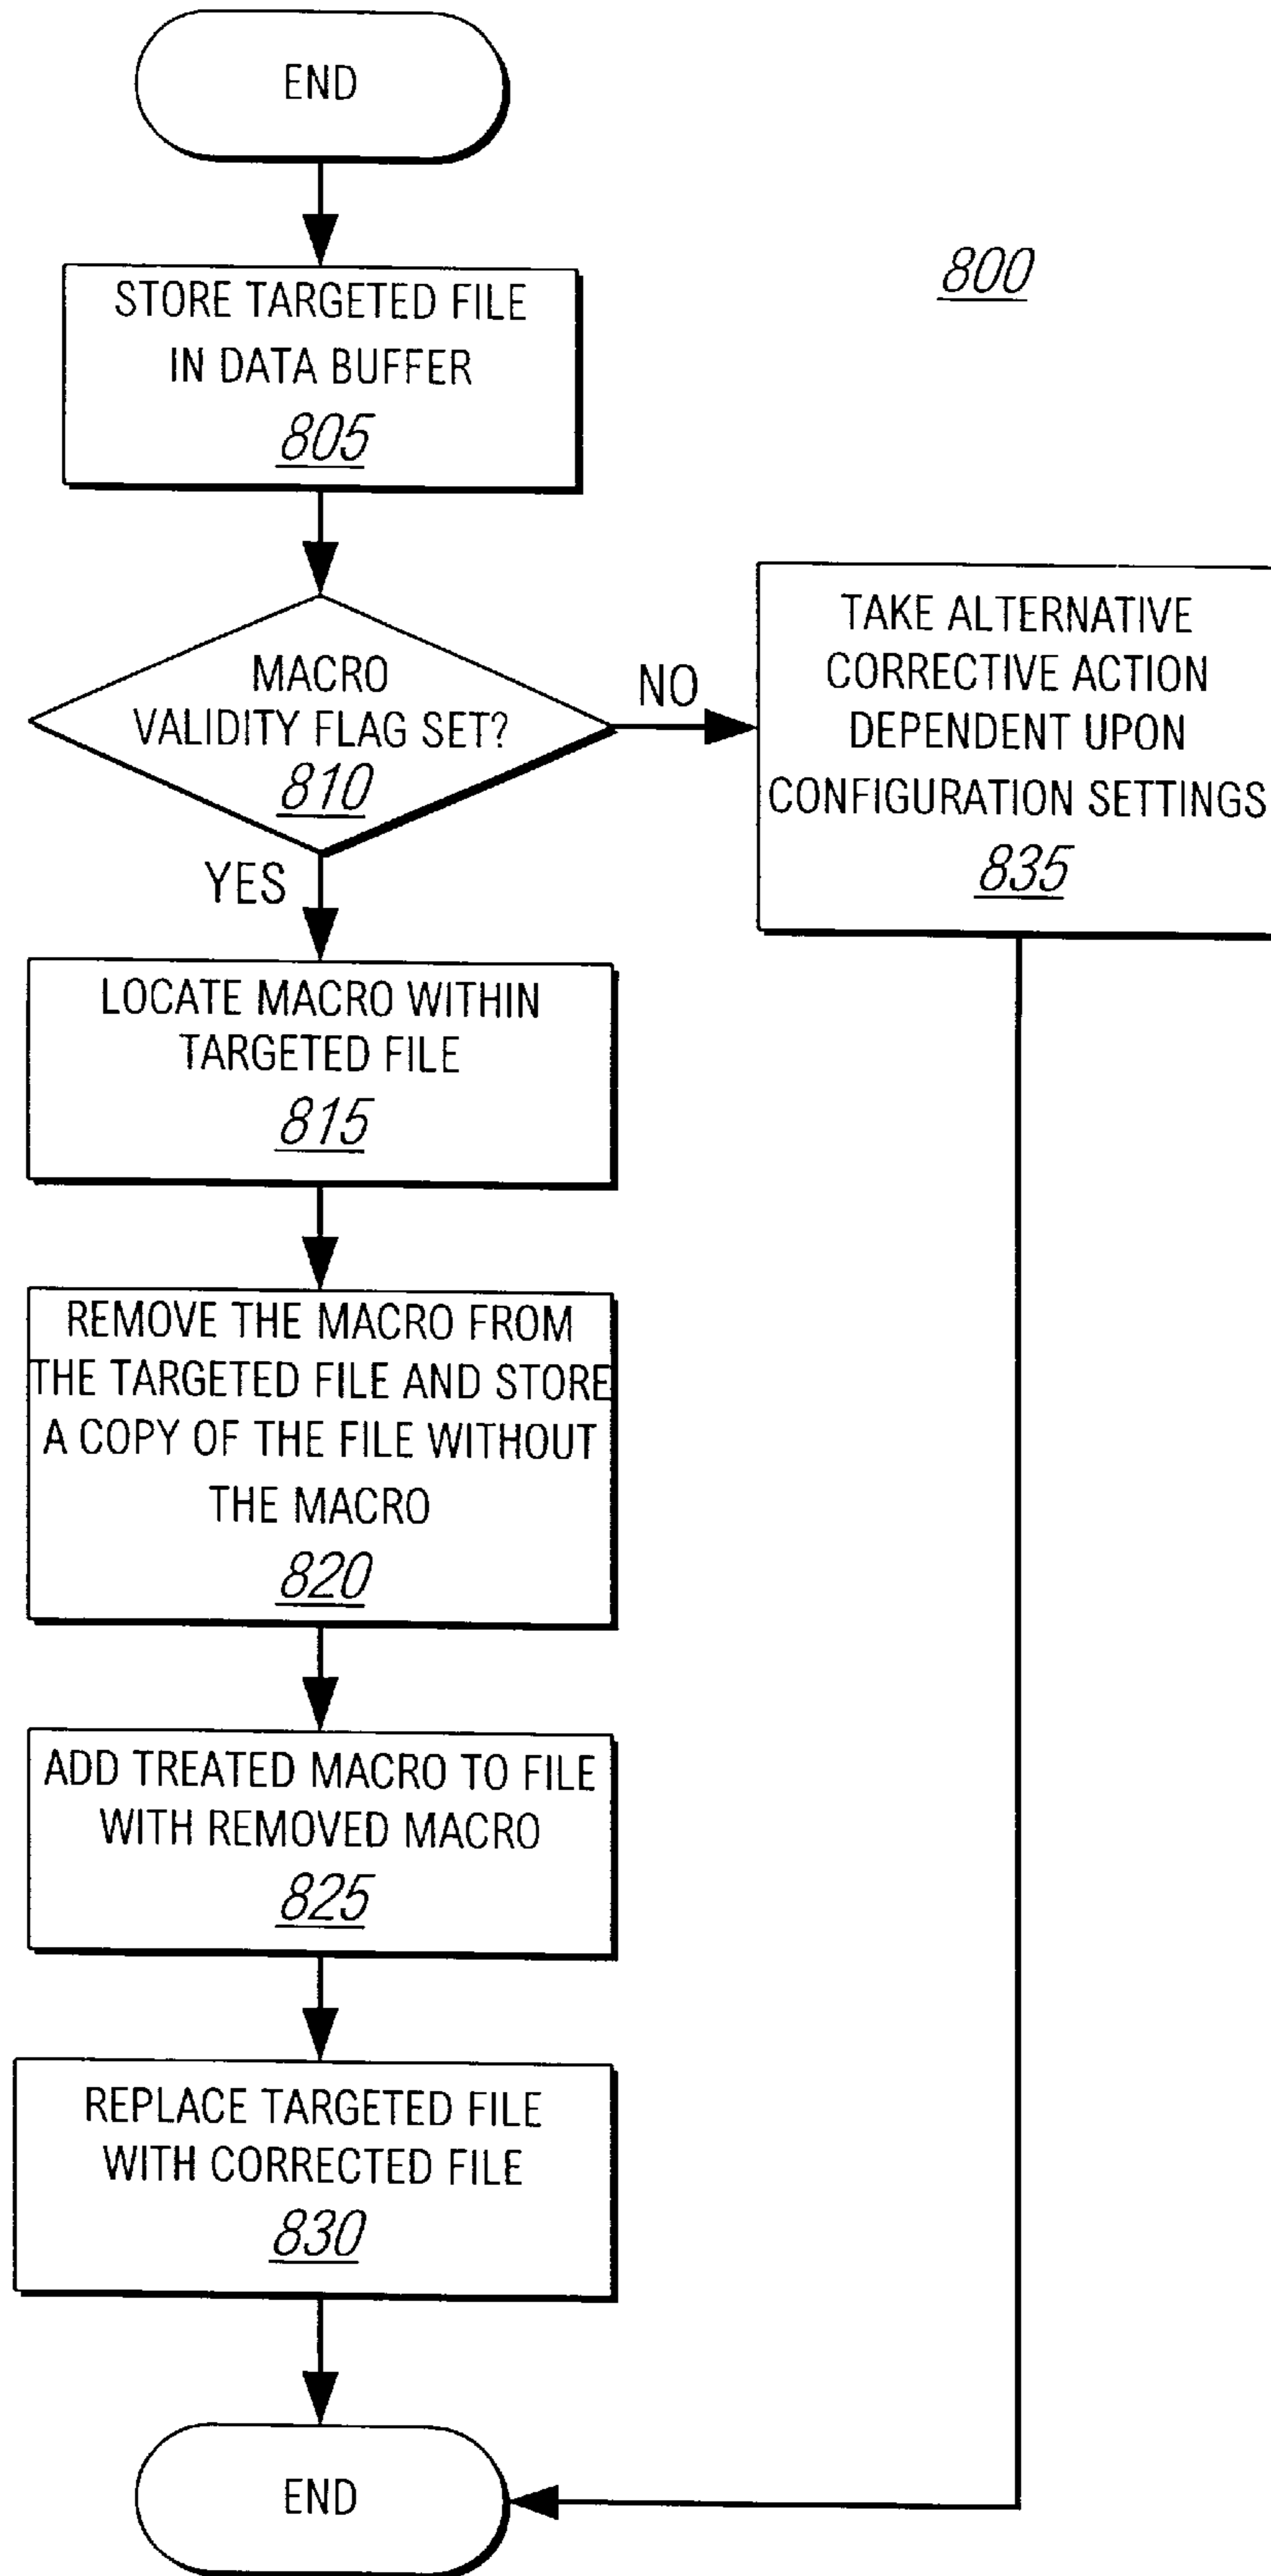 END
800
STORE TARGETED FILE
IN DATA BUFFER
805
MACRO
VALIDITY FLAG SET?
810
NO
YES
TAKE ALTERNATIVE
CORRECTIVE ACTION
DEPENDENT UPON
CONFIGURATION SETTINGS
835
LOCATE MACRO WITHIN
TARGETED FILE
815
REMOVE THE MACRO FROM
THE TARGETED FILE AND STORE
A COPY OF THE FILE WITHOUT
THE MACRO
820
ADD TREATED MACRO TO FILE
WITH REMOVED MACRO
825
REPLACE TARGETED FILE
WITH CORRECTED FILE
830
END